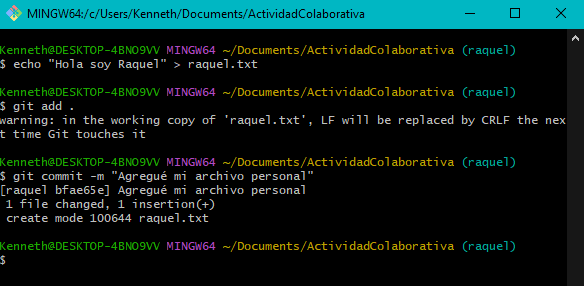 MINGW64:/c/Users/Kenneth/Documents/ActividadColaborativa
Kenneth@DESKTOP-4BNO9VV MINGW64 ~/Documents/ActividadColaborativa (raquel)
$ echo "Hola soy Raquel" > raquel.txt
Kenneth@DESKTOP-4BNO9VV MINGW64 ~/Documents/ActividadColaborativa (raquel)
$ git add .
warning: in the working copy of 'raquel.txt', LF will be replaced by CRLF the nex
t time Git touches it
Kenneth@DESKTOP-4BNO9VV MINGW64 ~/Documents/ActividadColaborativa (raquel)
$ git commit -m "Agregué mi archivo personal"
[raquel bfae65e] Agregué mi archivo personal
 1 file changed, 1 insertion(+)
 create mode 100644 raquel.txt
Kenneth@DESKTOP-4BNO9VV MINGW64 ~/Documents/ActividadColaborativa (raquel)
$